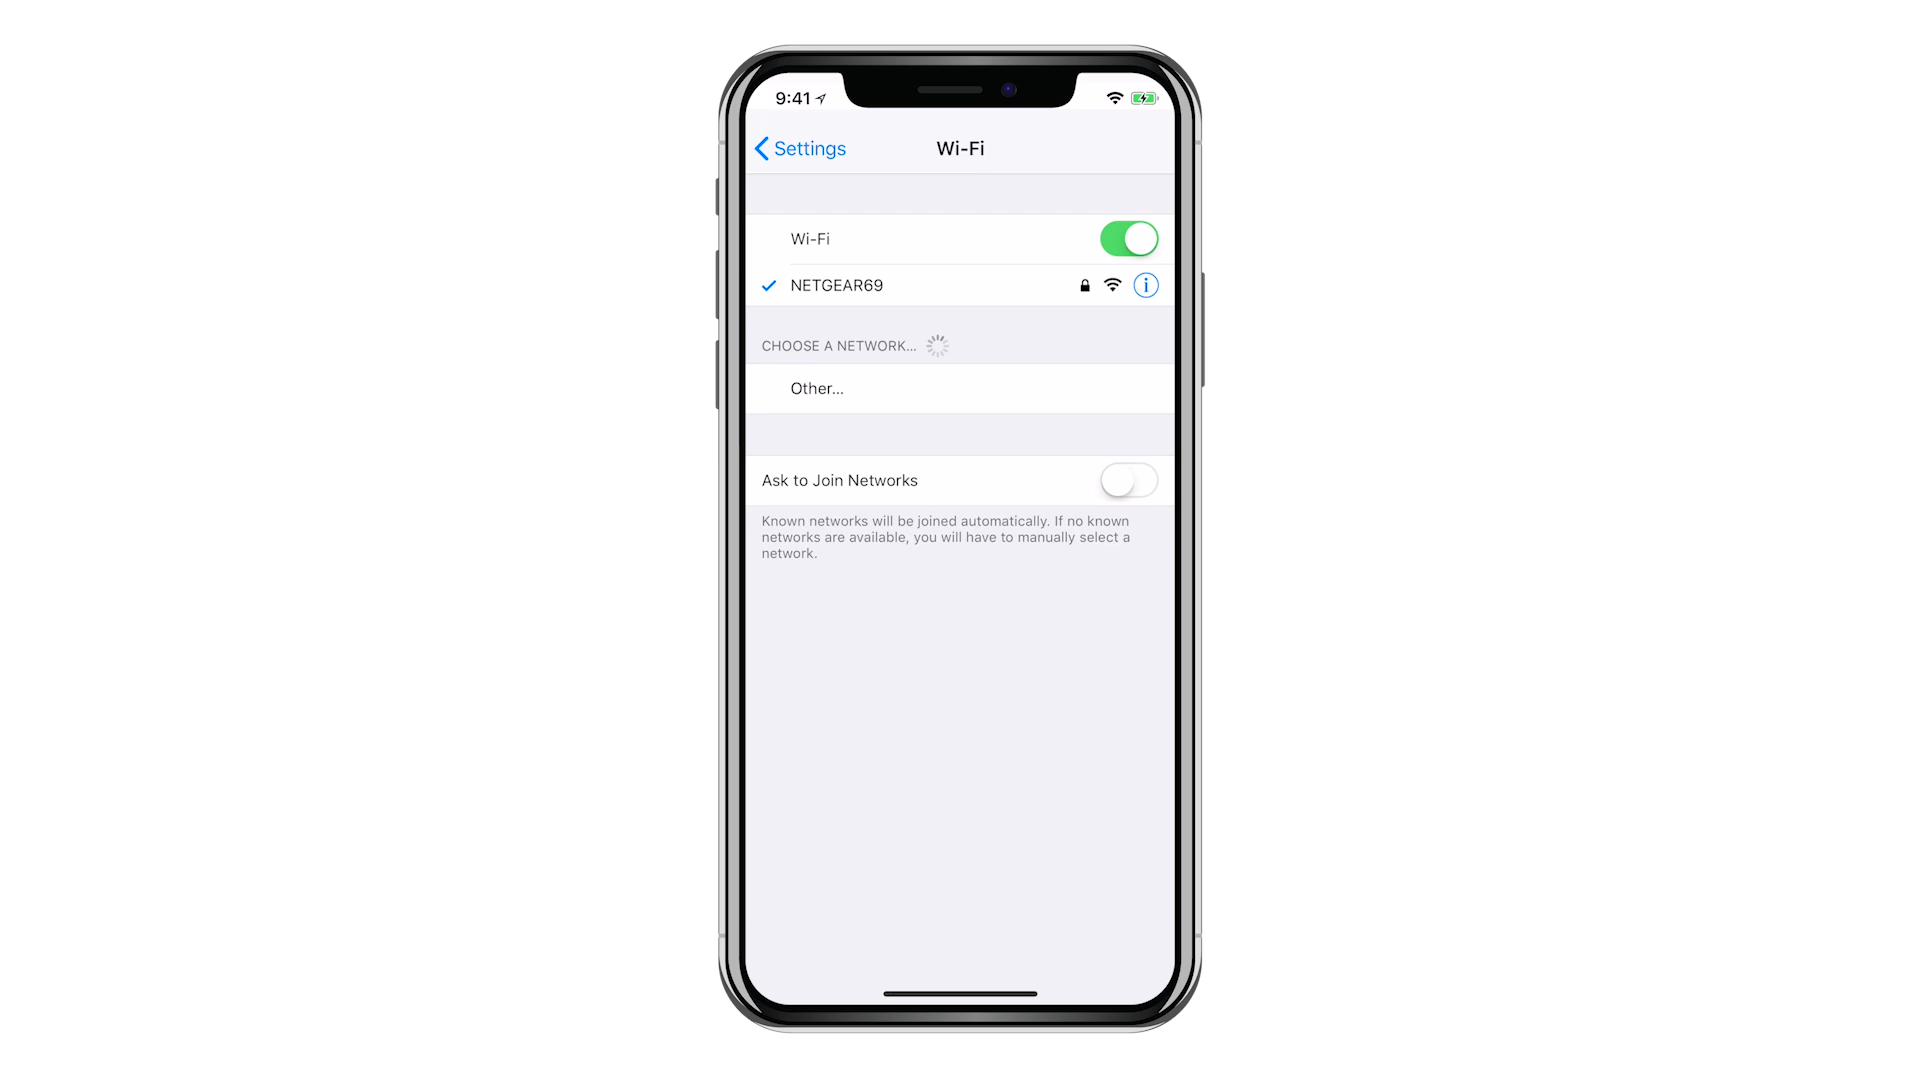 9:41
Settings
Wi-Fi
Wi-Fi
NETGEAR69
CHOOSE A NETWORK...
Other...
Ask to Join Networks
Known networks will be joined automatically. If no known
networks are available, you will have to manually select a
network.